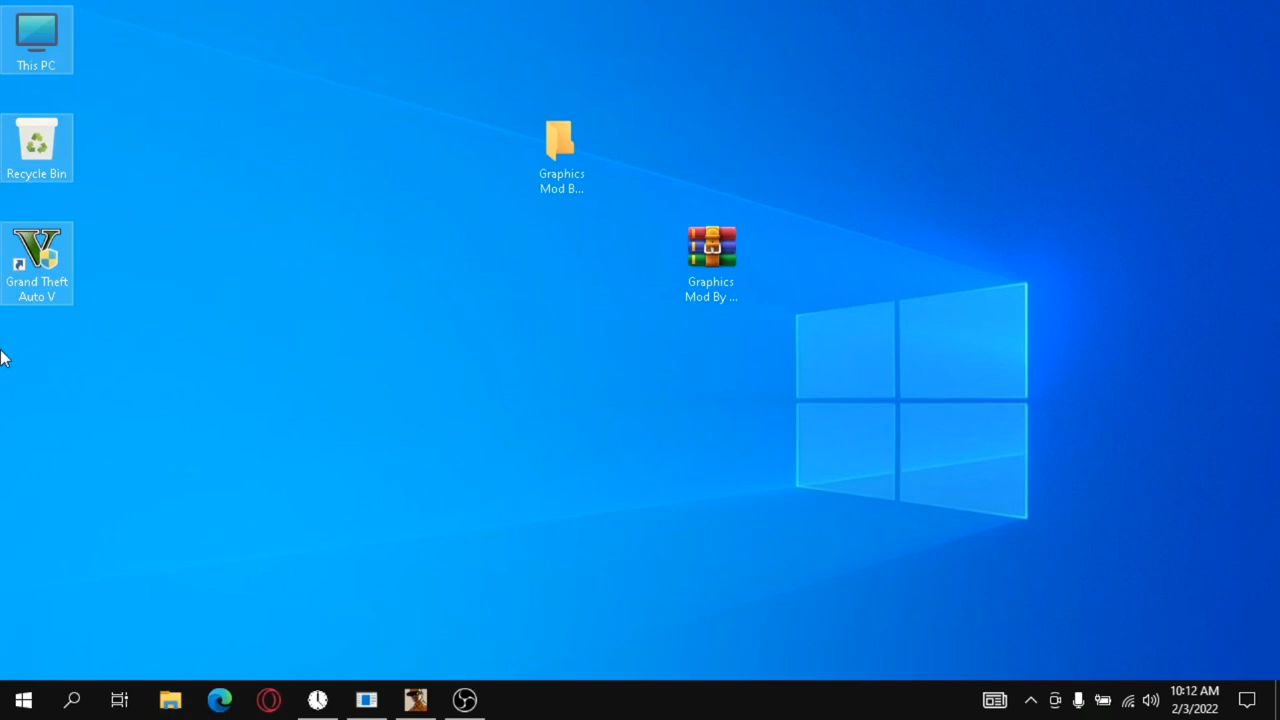 This PC
Recycle Bin
Grand Theft
Auto V
Graphics
Mod B...
Graphics
Mod By ...
10:12 AM
2/3/2022